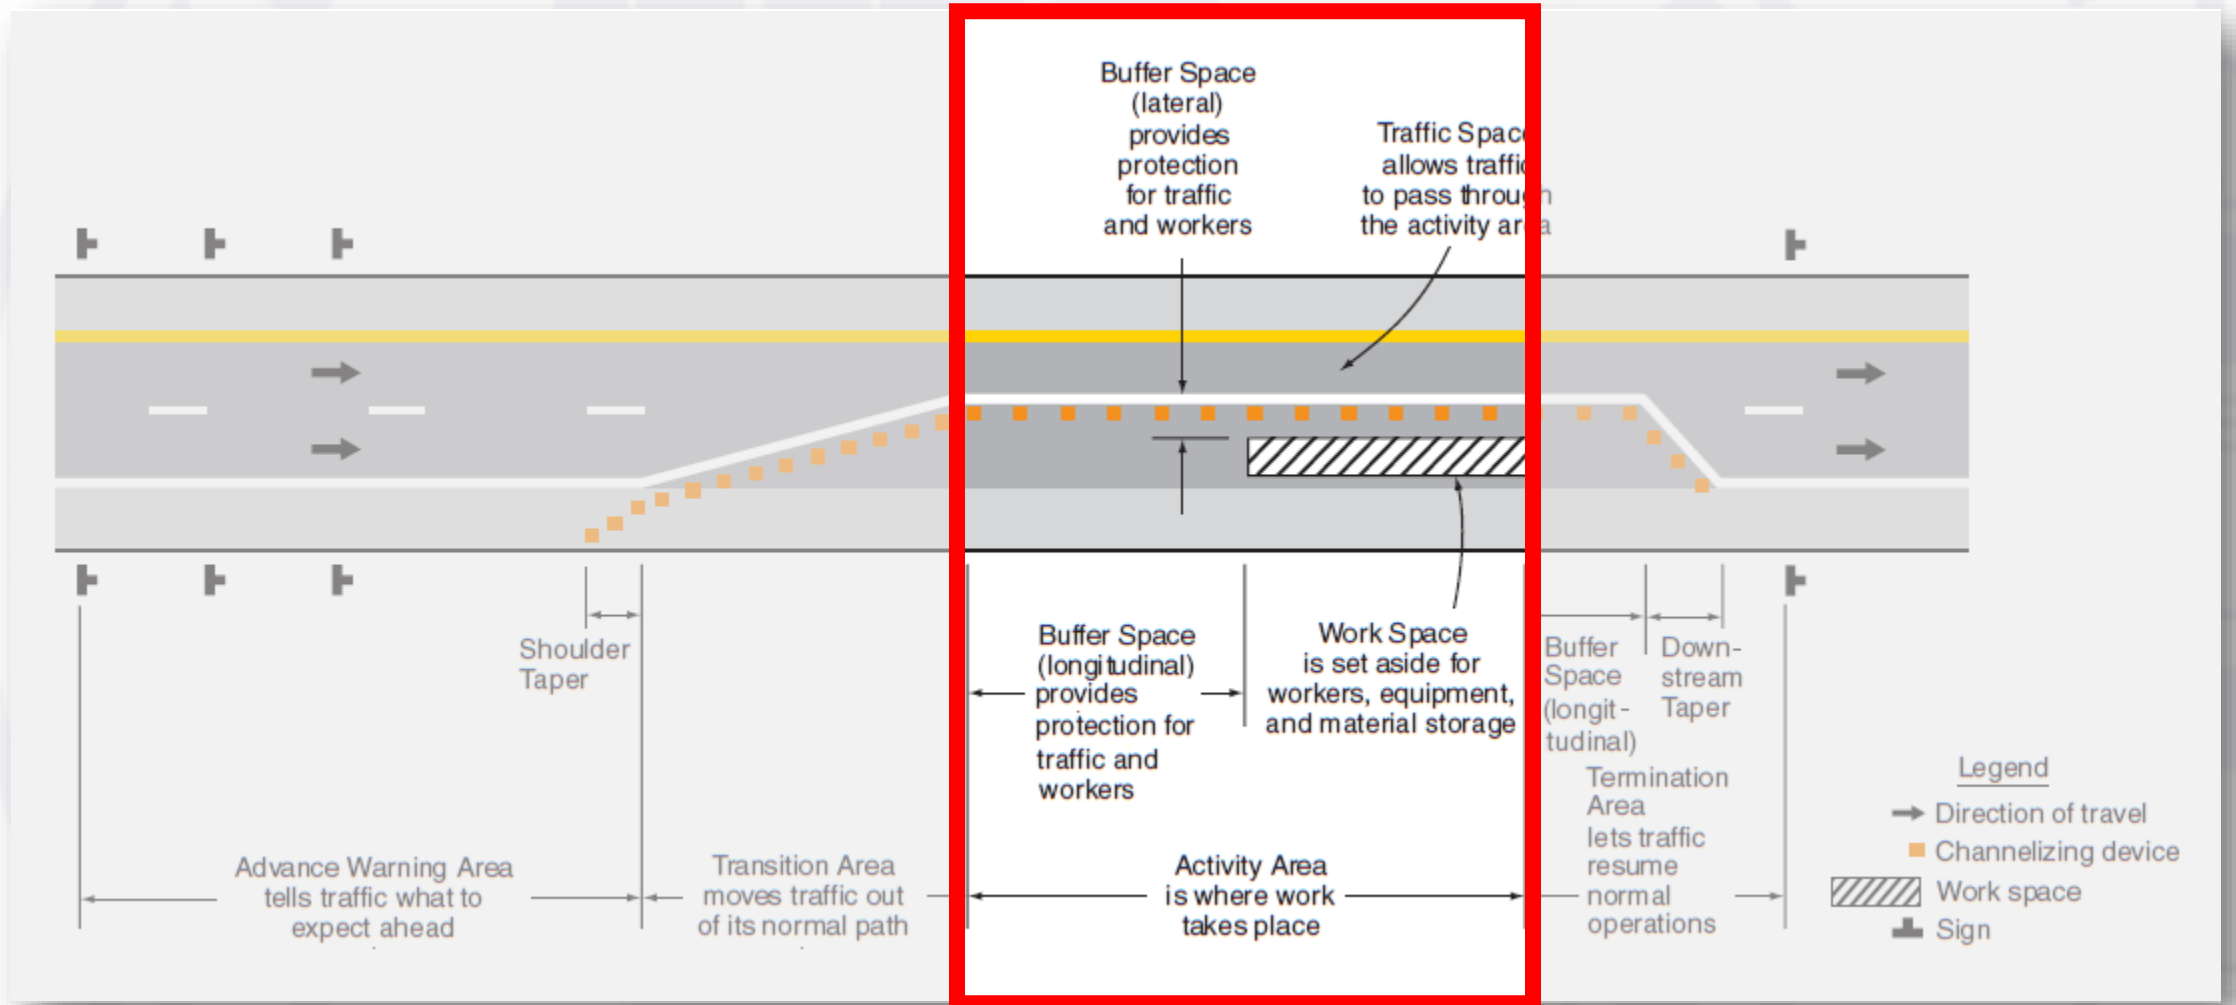 Buffer Space
(lateral)
provides
protection
for traffic
and workers
Traffic Space
allows traffic
to pass through
the activity area
Shoulder
Taper
Buffer Space
(longitudinal)
provides
protection for
traffic and
workers
Work Space
is set aside for
workers, equipment,
and material storage
Buffer
Space
(longit-
tudinal)
Down-
stream
Taper
Advance Warning Area
tells traffic what to
expect ahead
Transition Area
moves traffic out
of its normal path
Activity Area
is where work
takes place
Termination
Area
lets traffic
resume
normal
operations
Legend
Direction of travel
Channelizing device
Work space
Sign